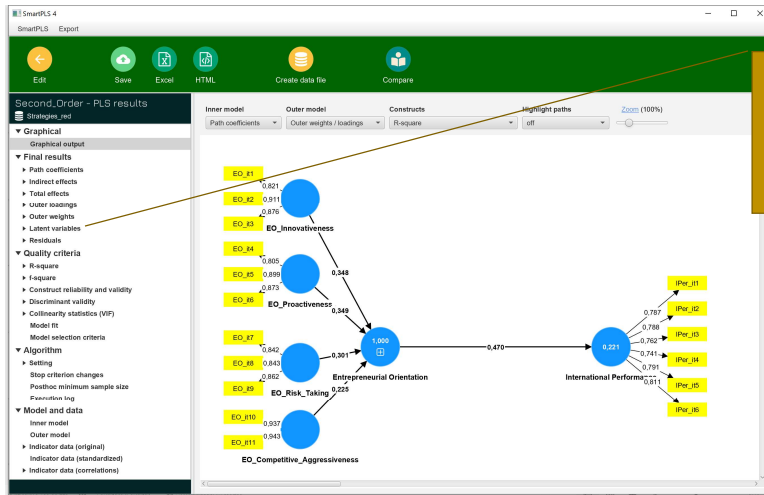 SmartPLS 4
SmartPLS Export
Edit Save Excel HTML Create data file Compare
Second_Order - PLS results
Strategies_red
Graphical
Graphical output
Final results
Path coefficients
Indirect effects
Total effects
Outer loadings
Outer weights
Latent variables
Residuals
Quality criteria
R-square
f-square
Construct reliability and validity
Discriminant validity
Collinearity statistics (VIF)
Model fit
Model selection criteria
Algorithm
Setting
Stop criterion changes
Posthoc minimum sample size
Execution log
Model and data
Inner model
Outer model
Indicator data (original)
Indicator data (standardized)
Indicator data (correlations)
Inner model Outer model Constructs Highlight paths Zoom (100%)
Path coefficients Outer weights / loadings R-square off
EO_it1
0,821
EO_it2 0,911
0,876
EO_it3
EO_Innovativeness
EO_it4
0,805
EO_it5 0,899
0,873
EO_it6
EO_Proactiveness
0,348
0,349
EO_it7
0,842
EO_it8 0,843
0,862
EO_it9
EO_Risk_Taking
0,301
0,225
EO_it10 0,937
EO_it11 0,943
EO_Competitive_Aggressiveness
1,000
Entrepreneurial Orientation
0,470
0,221
International Performance
0,787 IPer_it1
0,788 IPer_it2
0,762 IPer_it3
0,741 IPer_it4
0,791 IPer_it5
0,811 IPer_it6